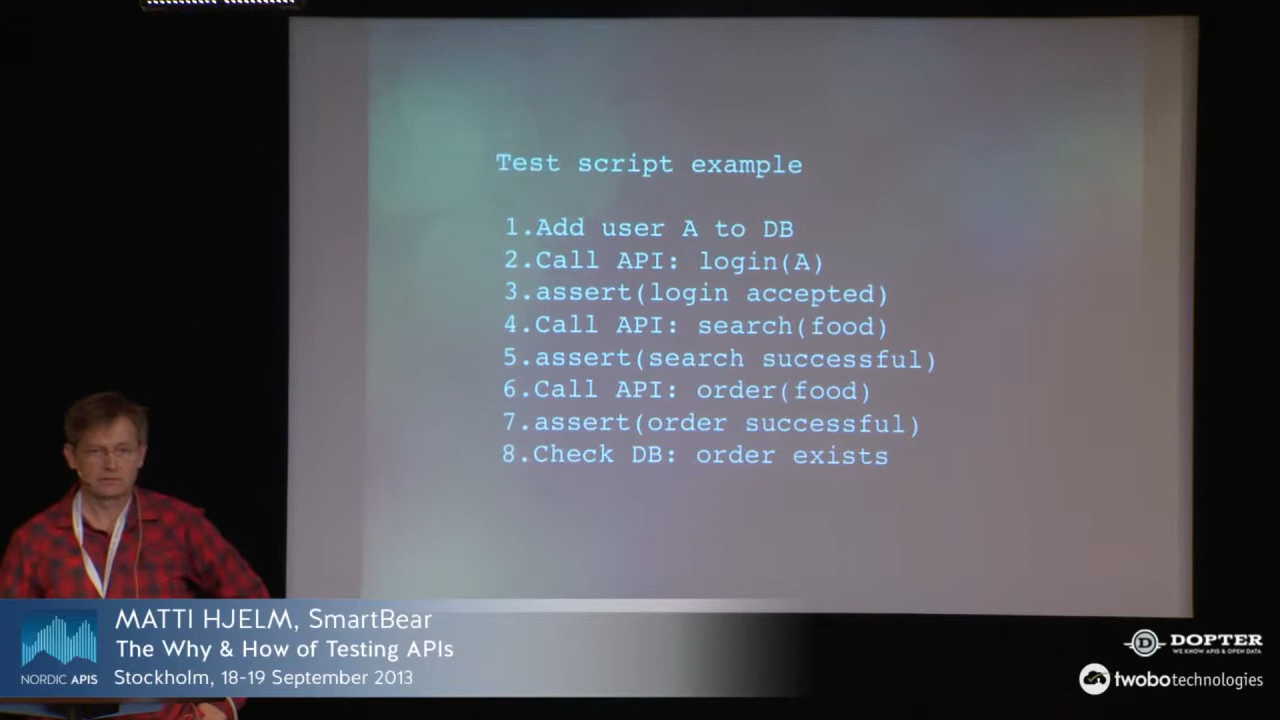 Test script example
1.Add user A to DB
2.Call API: login(A)
3.assert(login accepted)
4.Call API: search(food)
5.assert(search successful)
6.Call API: order(food)
7.assert(order successful)
8.Check DB: order exists
MATTI HJELM, SmartBear
The Why & How of Testing APIs
Stockholm, 18-19 September 2013
NORDIC APIS
D DOPTER
WE KNOW APIS & OPEN DATA
twobotechnologies